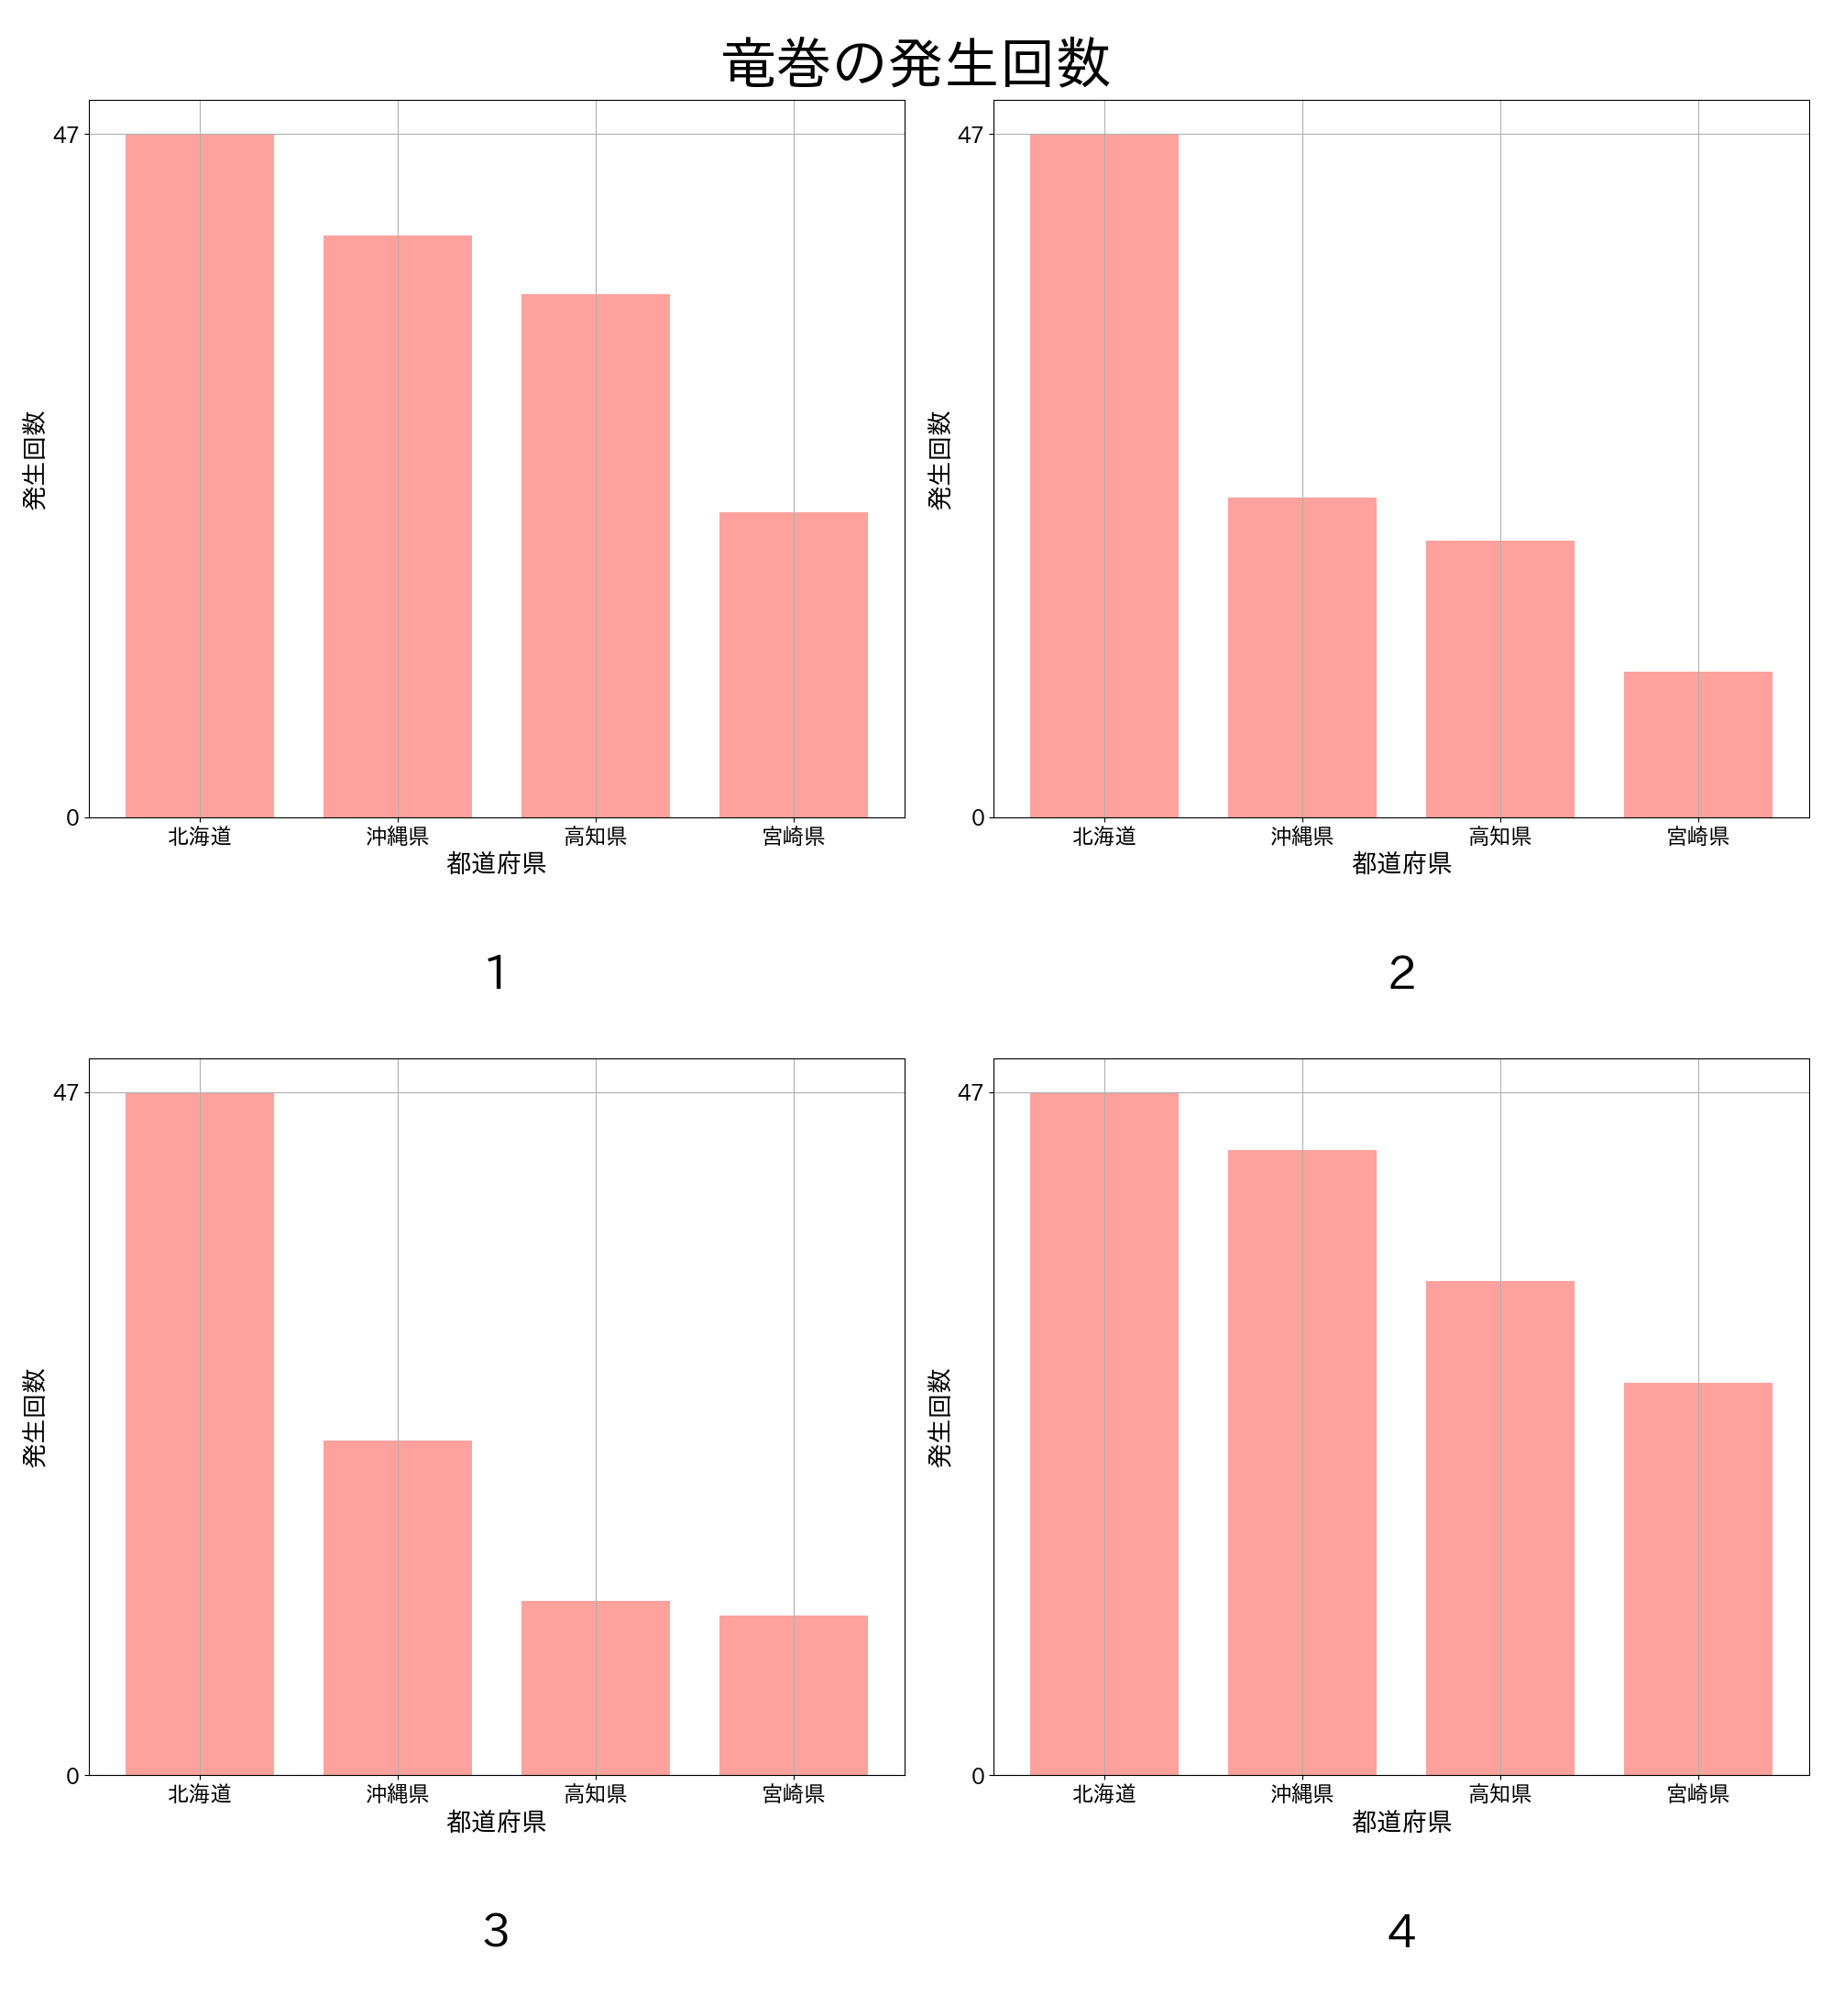 竜巻の発生回数
47
0
発生回数
北海道 沖縄県 高知県 宮崎県
都道府県
1
47
0
発生回数
北海道 沖縄県 高知県 宮崎県
都道府県
2
47
0
発生回数
北海道 沖縄県 高知県 宮崎県
都道府県
3
47
0
発生回数
北海道 沖縄県 高知県 宮崎県
都道府県
4